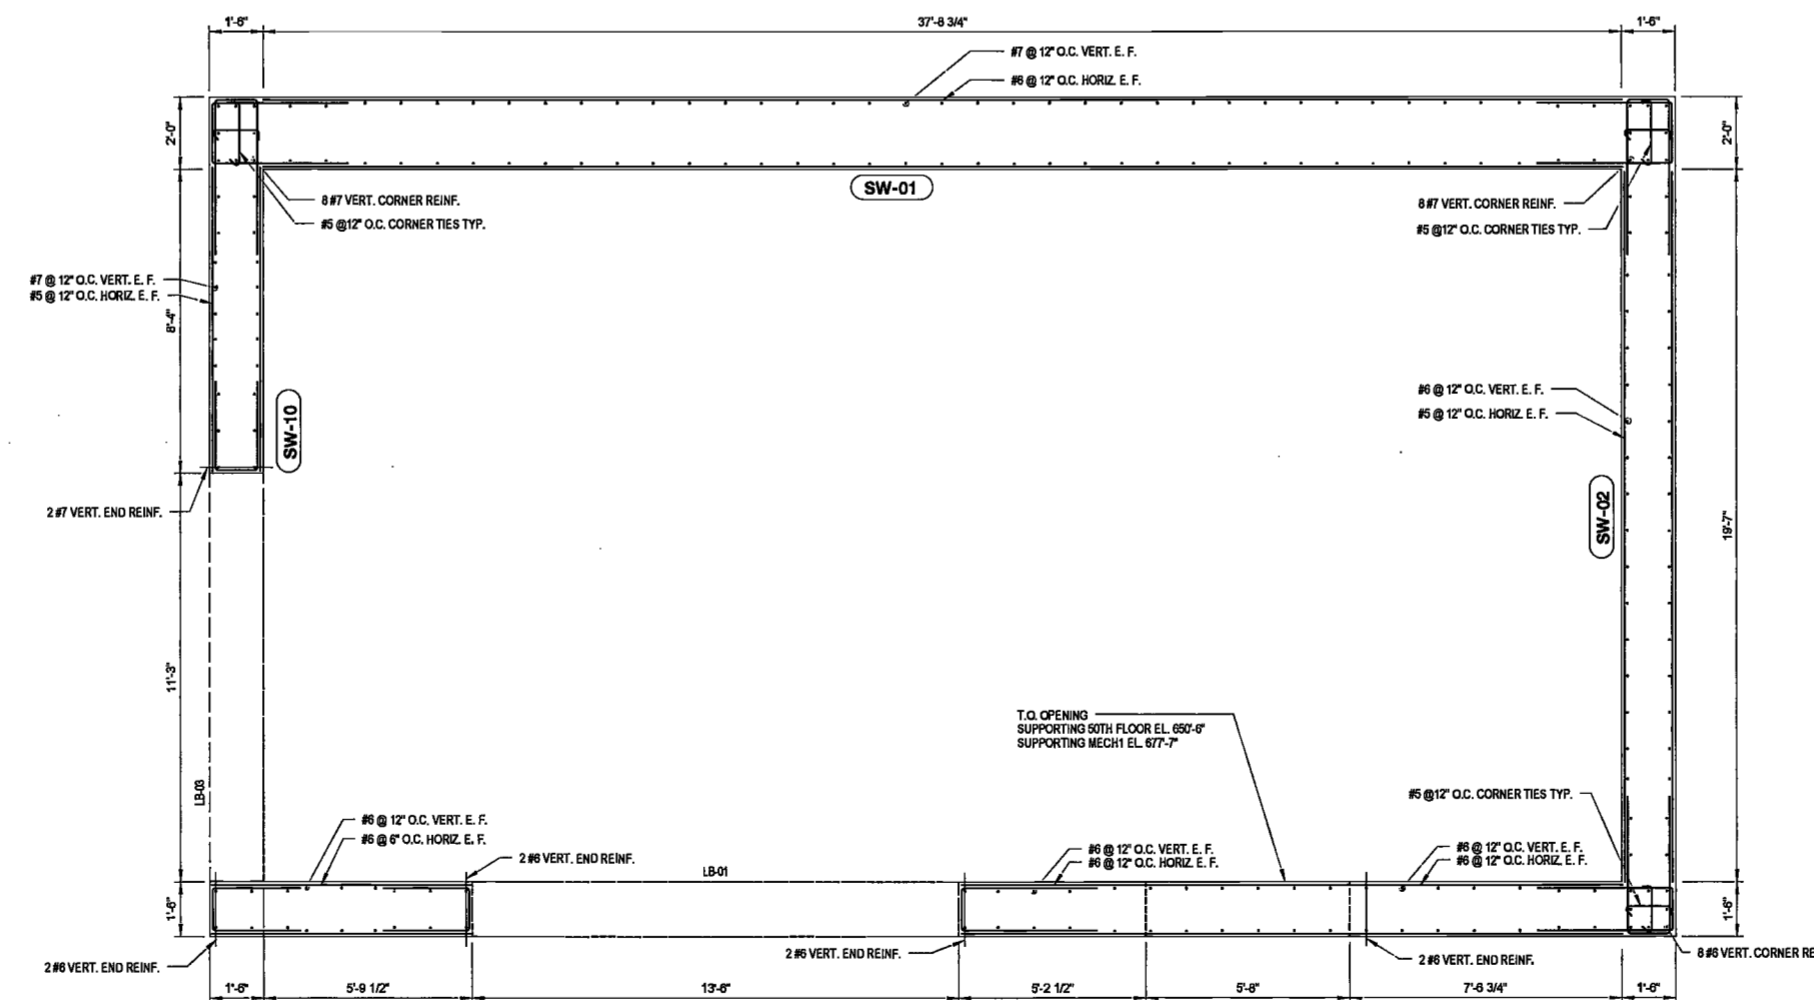 1'-6"
37'-8 3/4"
1'-6"
#7 @ 12" O.C. VERT. E. F.
#6 @ 12" O.C. HORIZ. E. F.
2'-0"
2'-0"
SW-01
8 #7 VERT. CORNER REINF.
#5 @12" O.C. CORNER TIES TYP.
8 #7 VERT. CORNER REINF.
#5 @12" O.C. CORNER TIES TYP.
#7 @ 12" O.C. VERT. E. F.
#5 @ 12" O.C. HORIZ. E. F.
8'-4"
SW-10
#6 @ 12" O.C. VERT. E. F.
#5 @ 12" O.C. HORIZ. E. F.
2 #7 VERT. END REINF.
SW-02
19'-7"
11'-3"
T.O. OPENING
SUPPORTING 50TH FLOOR EL. 650'-6"
SUPPORTING MECH1 EL. 677'-7"
LB-03
#5 @12" O.C. CORNER TIES TYP.
#6 @ 12" O.C. VERT. E. F.
#6 @ 6" O.C. HORIZ. E. F.
2 #6 VERT. END REINF.
LB-01
#6 @ 12" O.C. VERT. E. F.
#6 @ 12" O.C. HORIZ. E. F.
#6 @ 12" O.C. VERT. E. F.
#6 @ 12" O.C. HORIZ. E. F.
1'-6"
1'-6"
2 #6 VERT. END REINF.
2 #6 VERT. END REINF.
2 #6 VERT. END REINF.
8 #6 VERT. CORNER RE
1'-6"
5'-9 1/2"
13'-6"
5'-2 1/2"
5'-8"
7'-6 3/4"
1'-6"